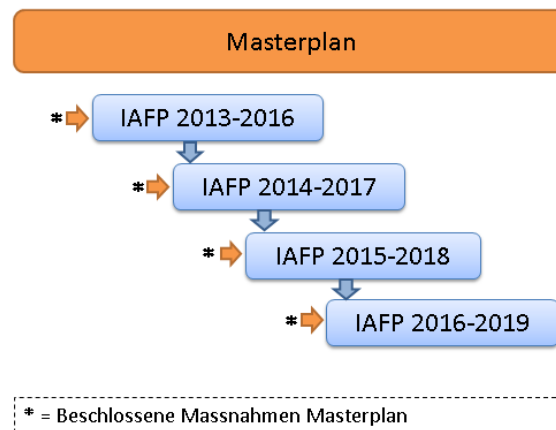 Masterplan
* IAFP 2013-2016
* IAFP 2014-2017
* IAFP 2015-2018
* IAFP 2016-2019
* = Beschlossene Massnahmen Masterplan